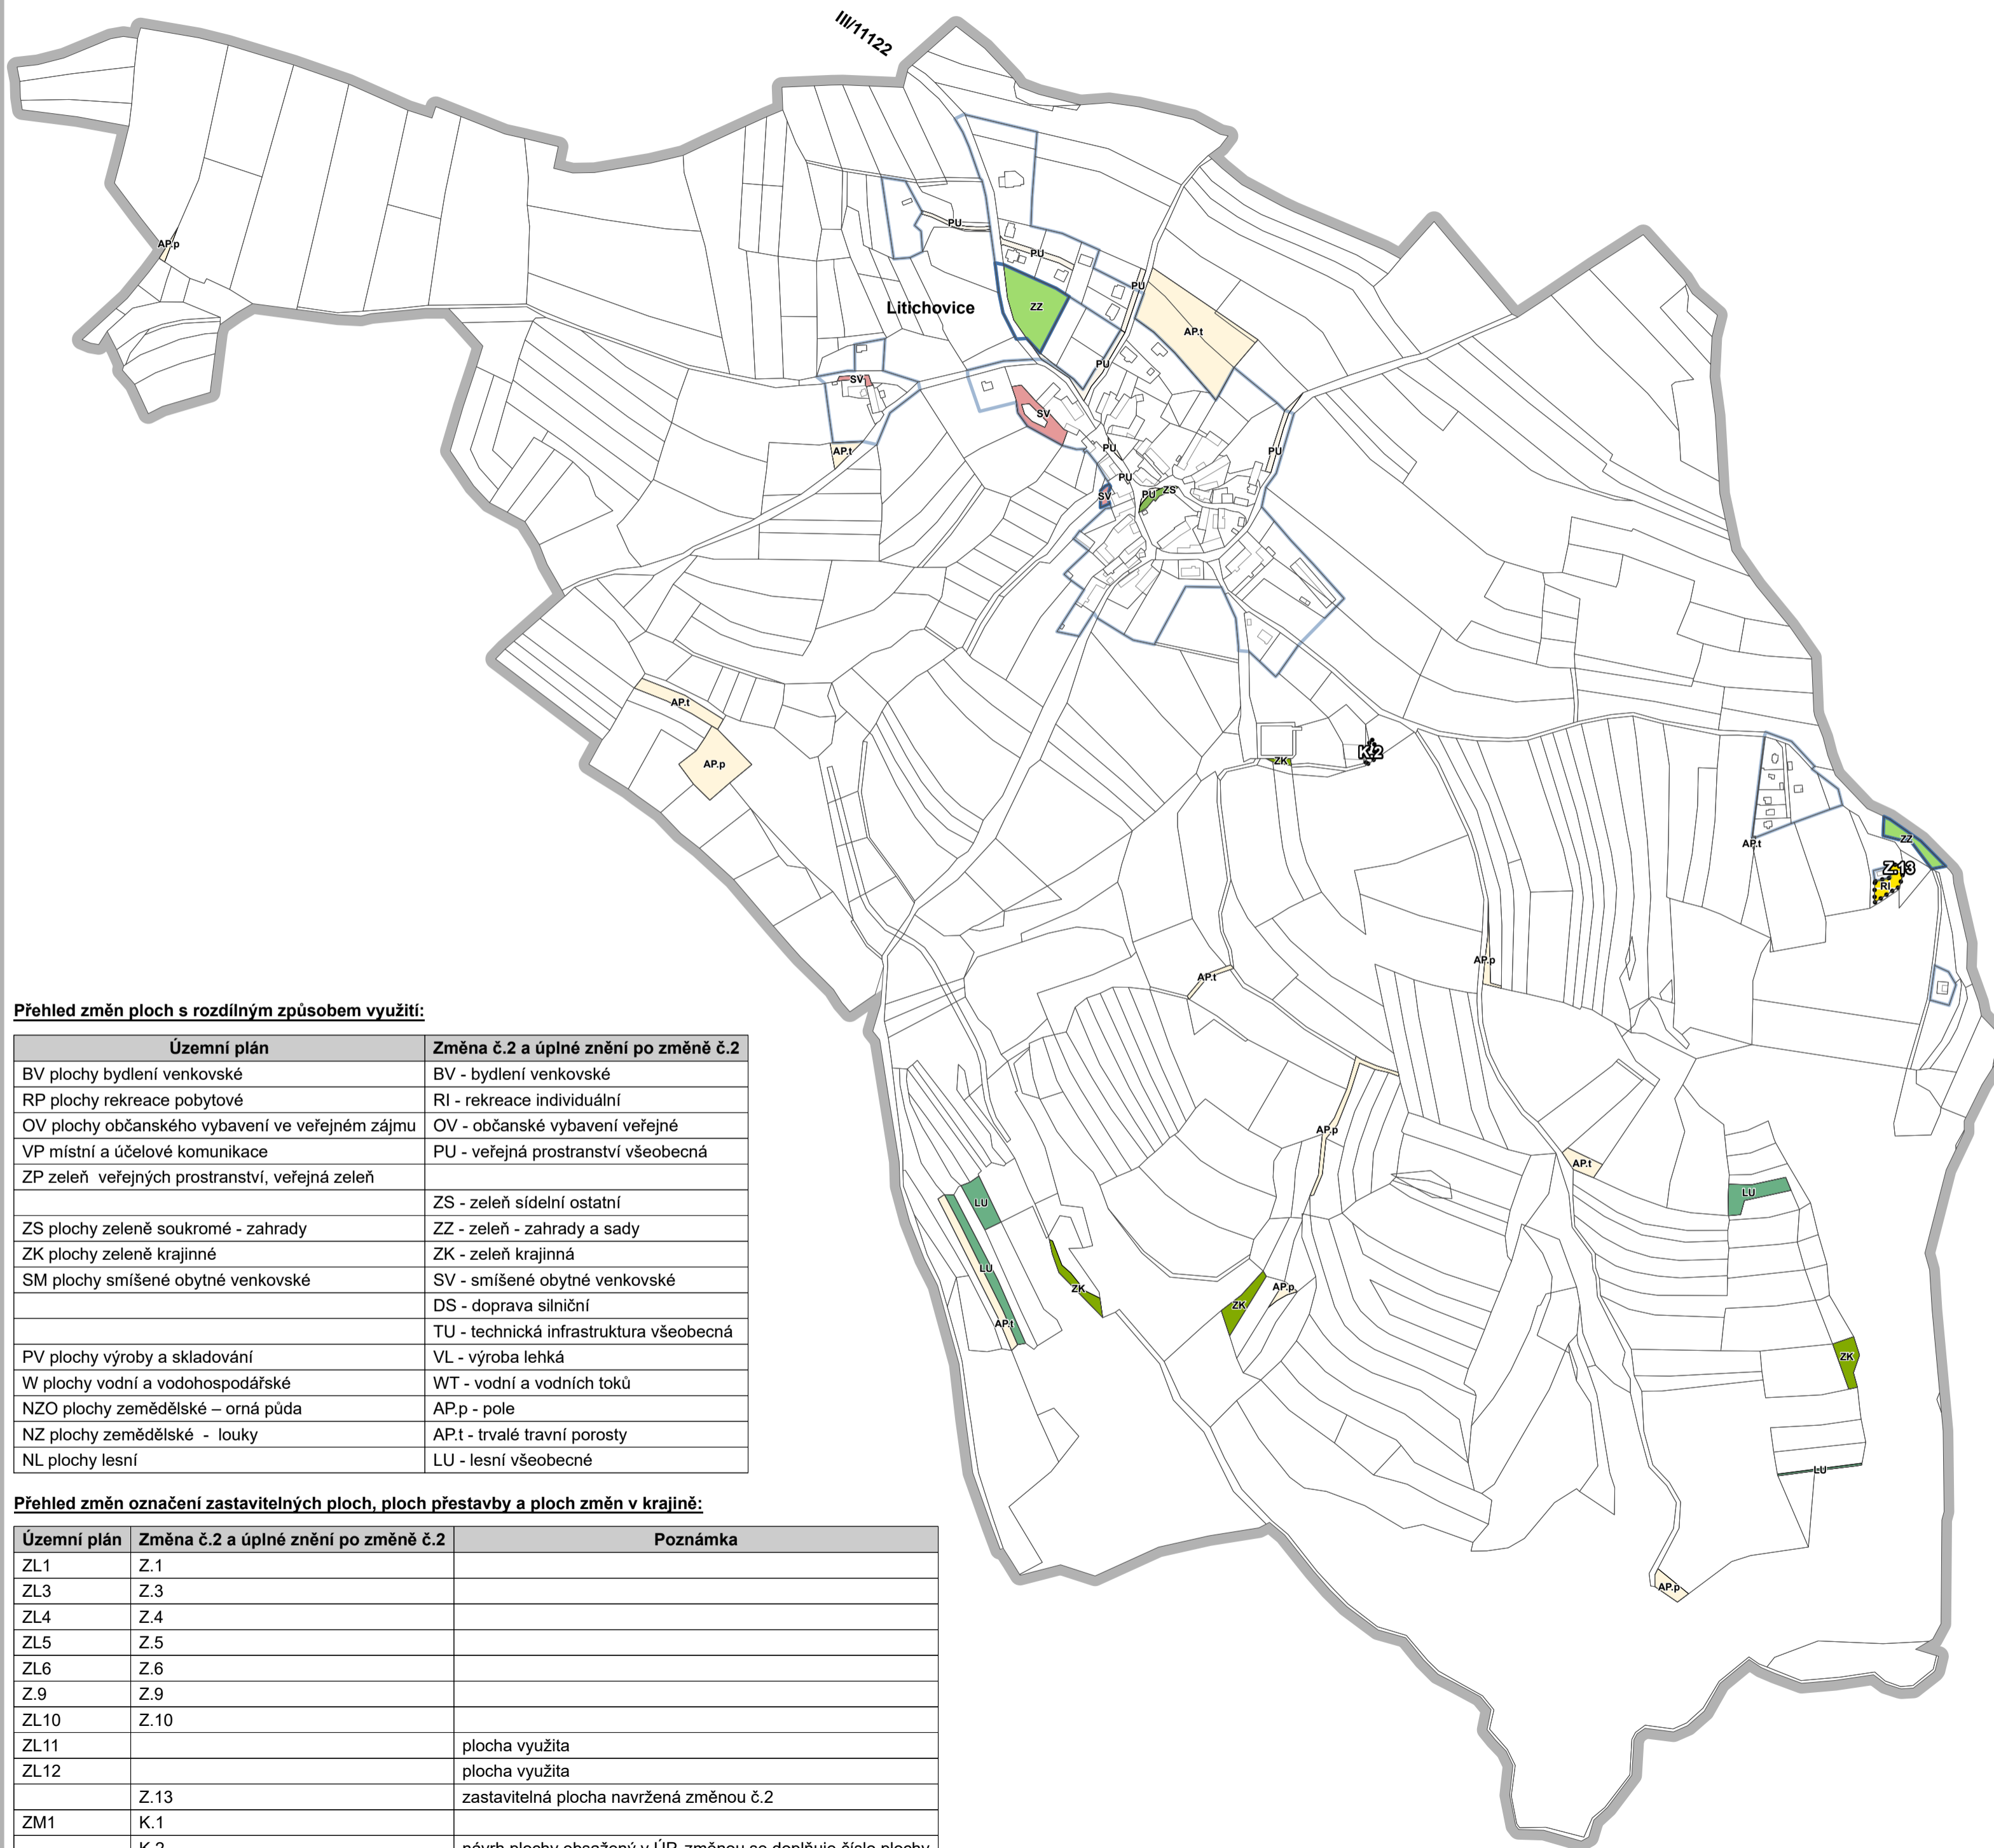 III/11122
PU
PU
PU
AP.p
ZZ
Litichovice
AP.t
PU
SV
SV
PU
AP.t
PU
PU
SV
PU
ZS
AP.t
AP.p
K.2
ZK
ZZ
AP.t
Z.13
RI
AP.p
AP.t
AP.p
AP.t
LU
LU
LU
ZK
AP.p
ZK
AP.t
ZK
LU
AP.p
Přehled změn ploch s rozdílným způsobem využití:
Územní plán Změna č.2 a úplné znění po změně č.2
BV plochy bydlení venkovské BV - bydlení venkovské
RP plochy rekreace pobytové RI - rekreace individuální
OV plochy občanského vybavení ve veřejném zájmu OV - občanské vybavení veřejné
VP místní a účelové komunikace PU - veřejná prostranství všeobecná
ZP zeleň veřejných prostranství, veřejná zeleň
ZS - zeleň sídelní ostatní
ZS plochy zeleně soukromé - zahrady ZZ - zeleň - zahrady a sady
ZK plochy zeleně krajinné ZK - zeleň krajinná
SM plochy smíšené obytné venkovské SV - smíšené obytné venkovské
DS - doprava silniční
TU - technická infrastruktura všeobecná
PV plochy výroby a skladování VL - výroba lehká
W plochy vodní a vodohospodářské WT - vodní a vodních toků
NZO plochy zemědělské – orná půda AP.p - pole
NZ plochy zemědělské - louky AP.t - trvalé travní porosty
NL plochy lesní LU - lesní všeobecné
Přehled změn označení zastavitelných ploch, ploch přestavby a ploch změn v krajině:
Územní plán Změna č.2 a úplné znění po změně č.2 Poznámka
ZL1 Z.1
ZL3 Z.3
ZL4 Z.4
ZL5 Z.5
ZL6 Z.6
Z.9 Z.9
ZL10 Z.10
ZL11 plocha využita
ZL12 plocha využita
Z.13 zastavitelná plocha navržená změnou č.2
ZM1 K.1
K.2 návrh plochy obsažený v ÚP, změnou se doplňuje číslo plochy